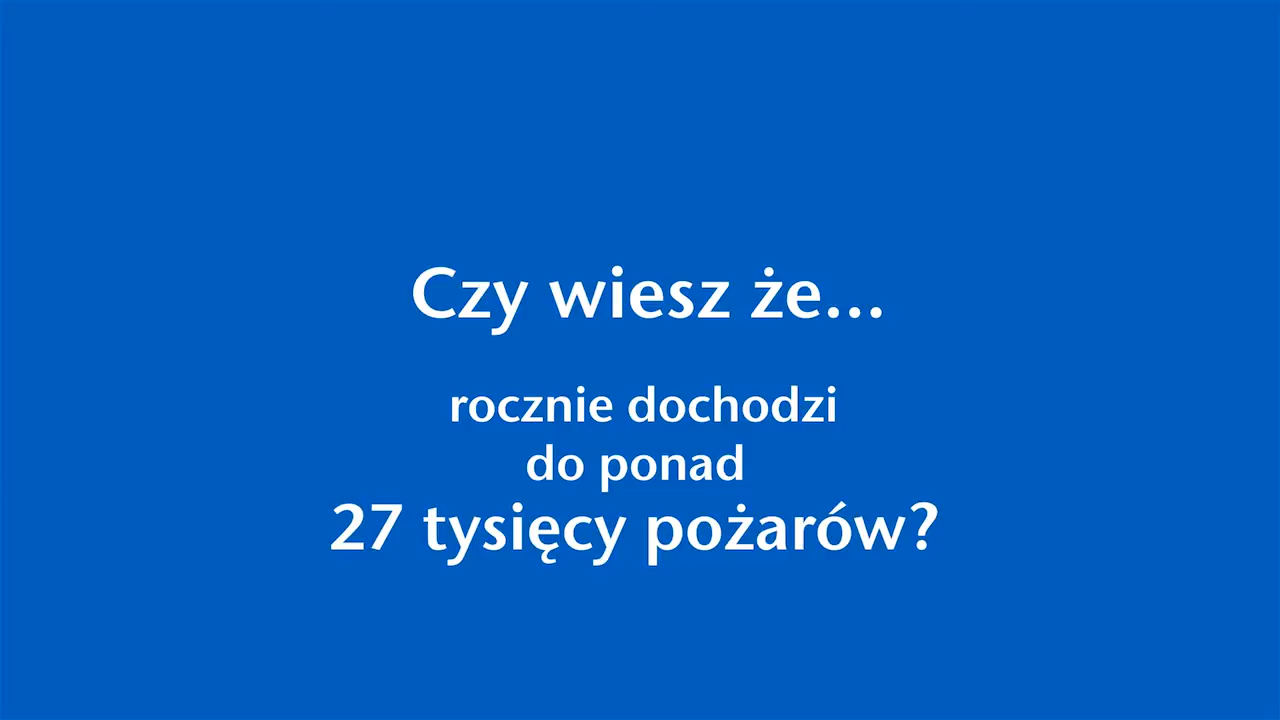 Czy wiesz że...
rocznie dochodzi
do ponad
27 tysięcy pożarów?